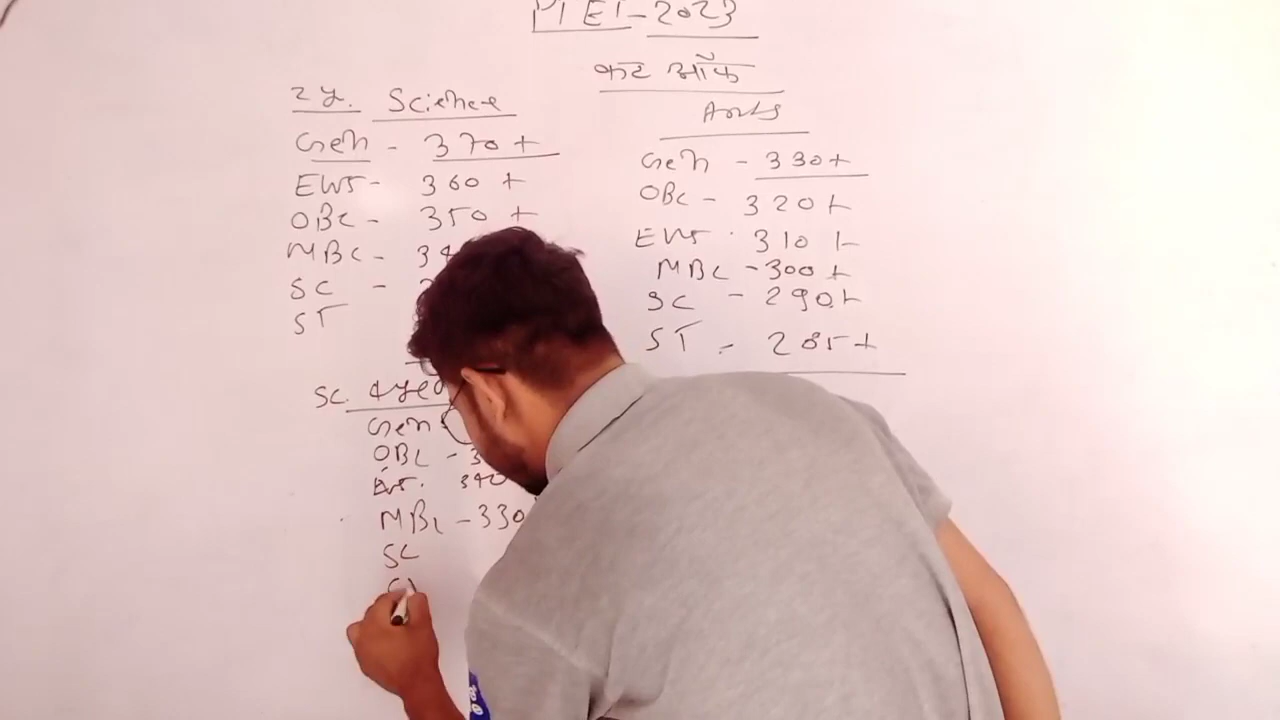 PTET-2023
कट ऑफ
2 y. Science
Gen - 370+
EWS - 360 +
OBC - 350 +
MBC - 34
SC -
ST
Arts
Gen - 330+
OBC - 320+
EWS - 310 +
MBC - 300+
SC - 290+
ST - 285+
SC. 4 yea
Gen
OBC - 3
EWS. 340
MBC - 330
SC